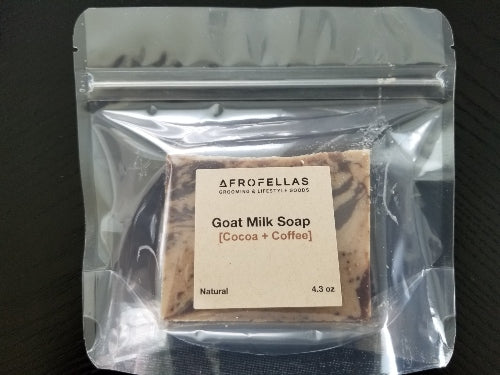 AFROFELLAS
GROOMING & LIFESTYLE GOODS
Goat Milk Soap
[Cocoa + Coffee]
Natural 4.3 oz